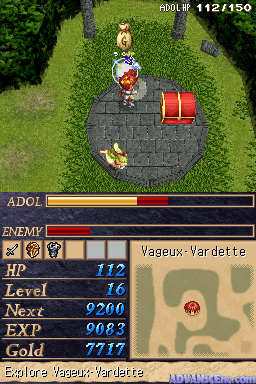 ADOL HP 112/150
ADOL
ENEMY
HP 112
Level 16
Next 9200
EXP 9083
Gold 7717
Vageux-Vardette
Explore Vageux-Vardette
ADVANSCENE.com